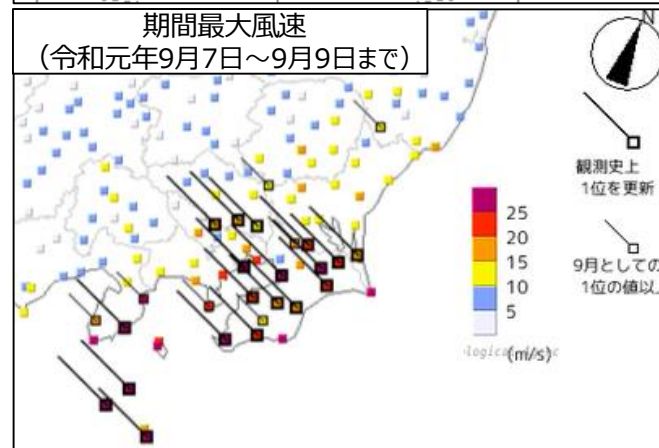 期間最大風速
(令和元年9月7日～9月9日まで)
N
観測史上
1位を更新
25
20
15
10
5
9月としての
1位の値以
(m/s)